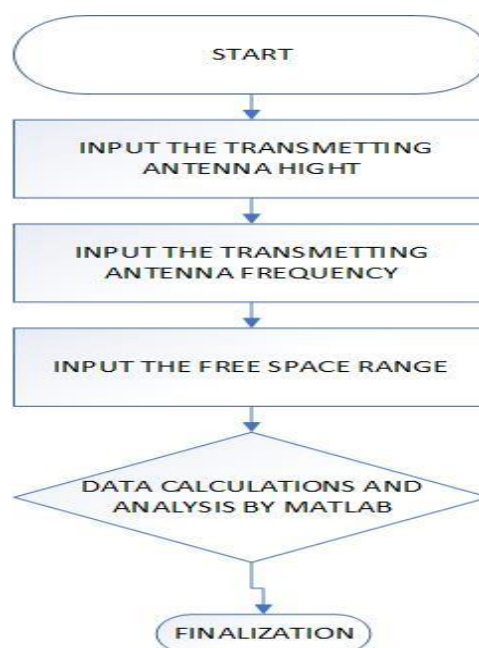 START
INPUT THE TRANSMETTING
ANTENNA HIGHT
INPUT THE TRANSMETTING
ANTENNA FREQUENCY
INPUT THE FREE SPACE RANGE
DATA CALCULATIONS AND
ANALYSIS BY MATLAB
FINALIZATION